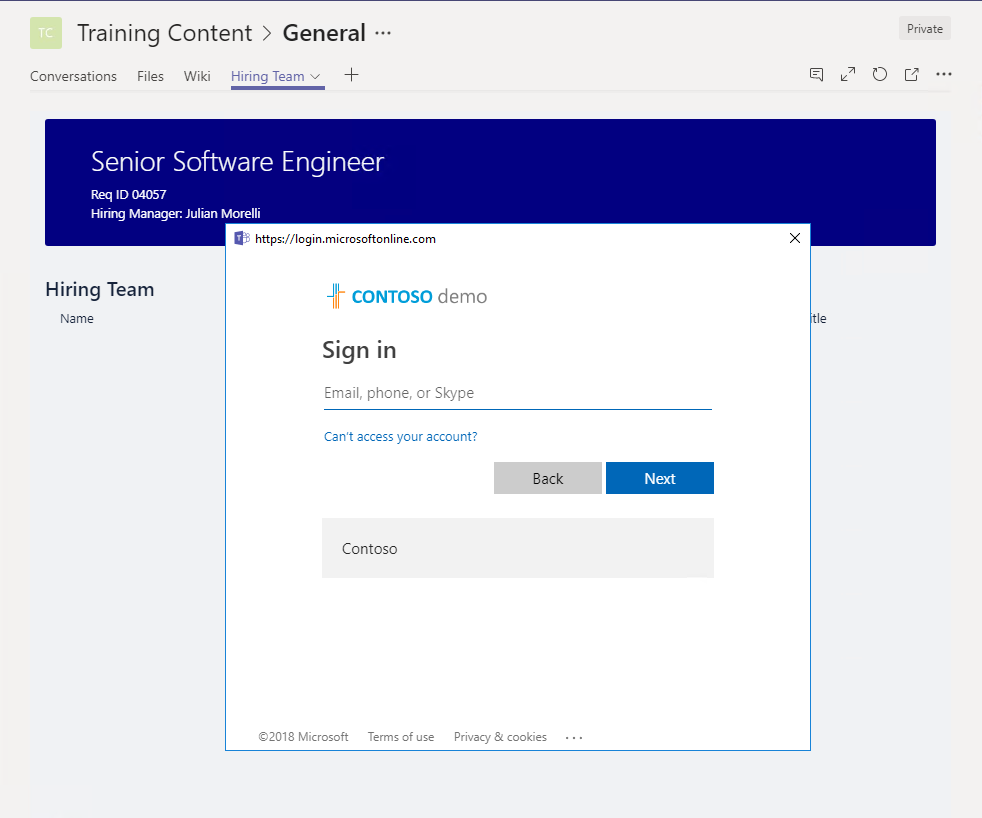 TC Training Content > General ··· Private
Conversations Files Wiki Hiring Team
Senior Software Engineer
Req ID 04057
Hiring Manager: Julian Morelli
https://login.microsoftonline.com
CONTOSO demo
Hiring Team
Name
Sign in
Email, phone, or Skype
Can't access your account?
Back Next
Contoso
©2018 Microsoft Terms of use Privacy & cookies ···